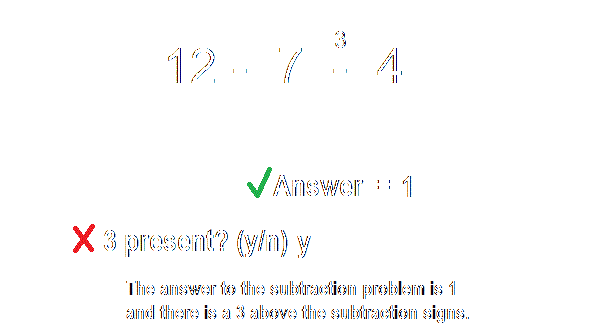 3
12 - 7 - 4
Answer = 1
3 present? (y/n) y
The answer to the subtraction problem is 1
and there is a 3 above the subtraction signs.